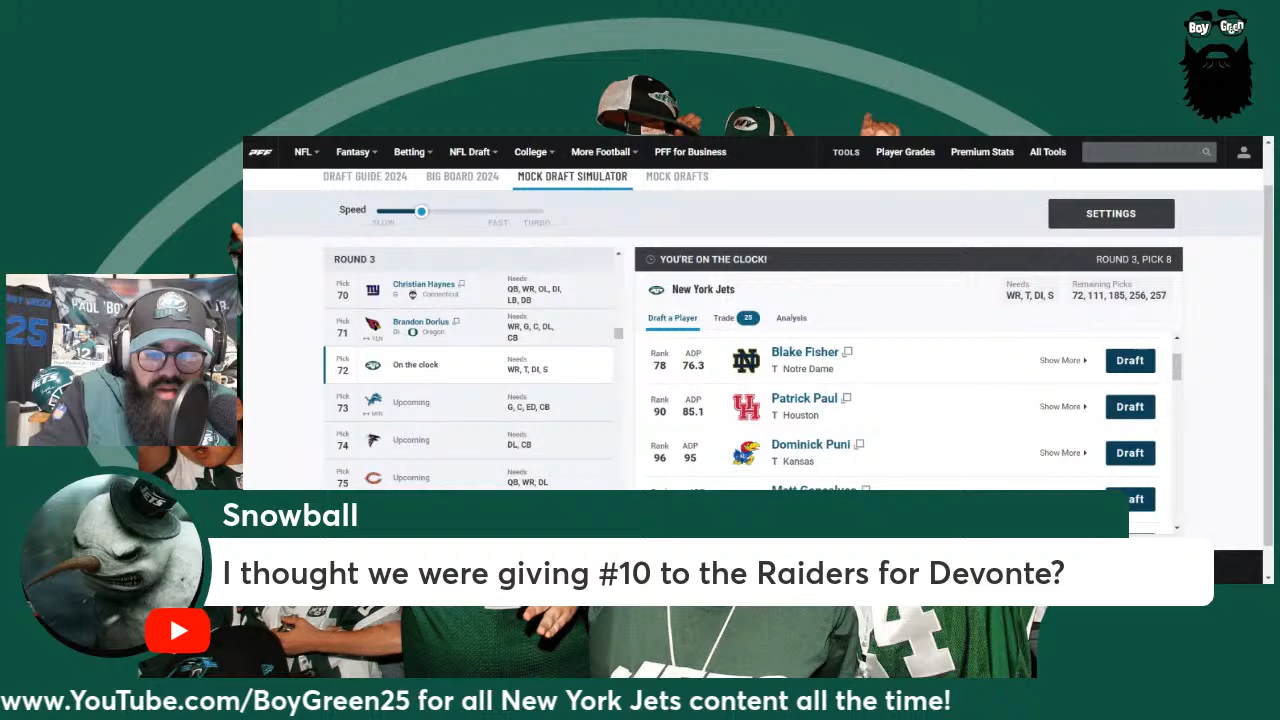 Boy Green
PFF NFL Fantasy Betting NFL Draft College More Football PFF for Business TOOLS Player Grades Premium Stats All Tools
DRAFT GUIDE 2024 BIG BOARD 2024 MOCK DRAFT SIMULATOR MOCK DRAFTS
Speed
SLOW FAST TURBO
SETTINGS
ROUND 3
Pick 70
Christian Haynes
G Connecticut
Needs
QB, WR, OL, DI,
LB, DB
Pick 71
Brandon Dorlus
DI Oregon
TEN
Needs
WR, G, C, DL,
CB
Pick 72
On the clock
Needs
WR, T, DI, S
Pick 73
Upcoming
MIN
Needs
G, C, ED, CB
Pick 74
Upcoming
Needs
DL, CB
Pick 75
Upcoming
Needs
QB, WR, DL
YOU'RE ON THE CLOCK! ROUND 3, PICK 8
New York Jets
Needs
WR, T, DI, S
Remaining Picks
72, 111, 185, 256, 257
Draft a Player Trade 25 Analysis
Rank ADP
78 76.3
Blake Fisher
T Notre Dame
Show More Draft
Rank ADP
90 85.1
Patrick Paul
T Houston
Show More Draft
Rank ADP
96 95
Dominick Puni
T Kansas
Show More Draft
25
JETS
12
Snowball
I thought we were giving #10 to the Raiders for Devonte?
www.YouTube.com/BoyGreen25 for all New York Jets content all the time!